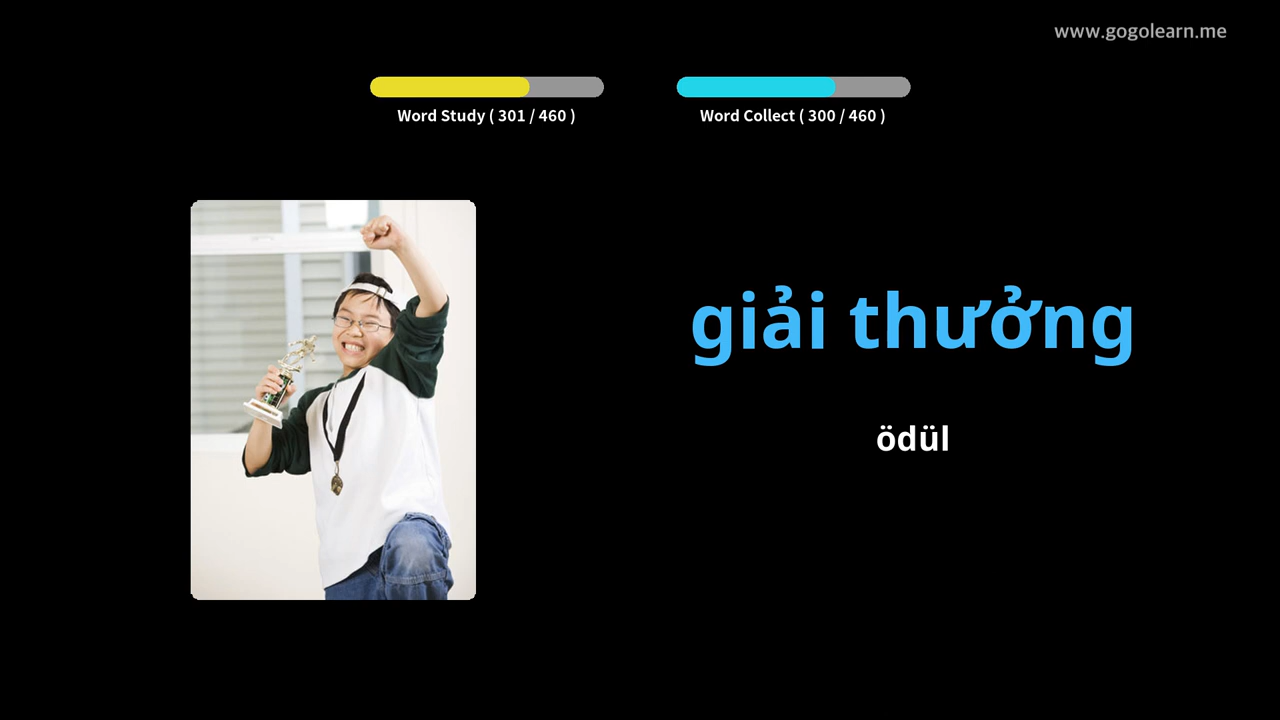 www.gogolearn.me
Word Study ( 301 / 460 )
Word Collect ( 300 / 460 )
giải thưởng
ödül